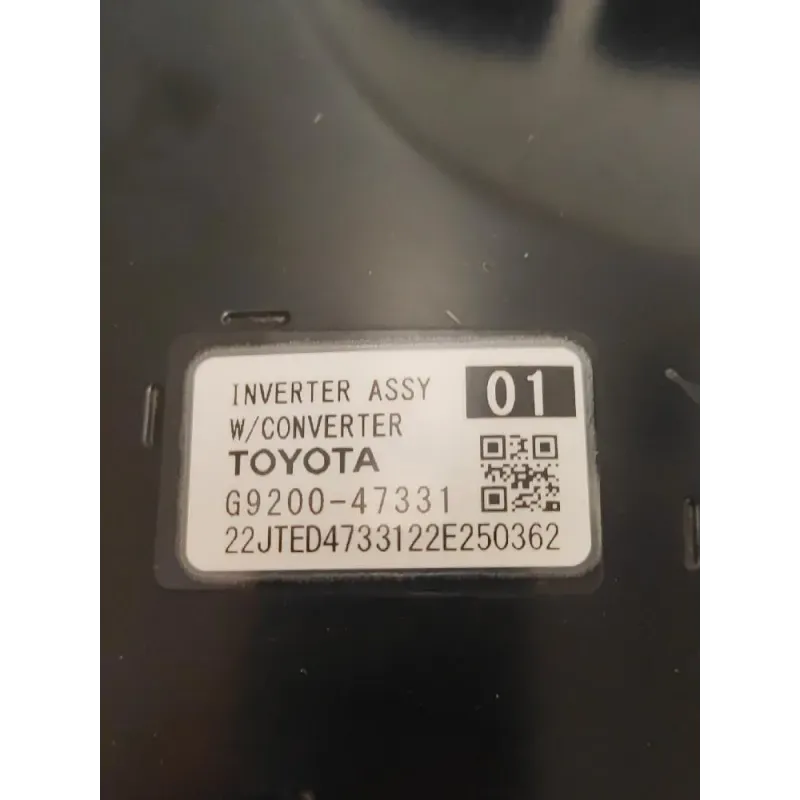 INVERTER ASSY
01
W/CONVERTER
TOYOTA
G9200-47331
22JTED4733122E250362